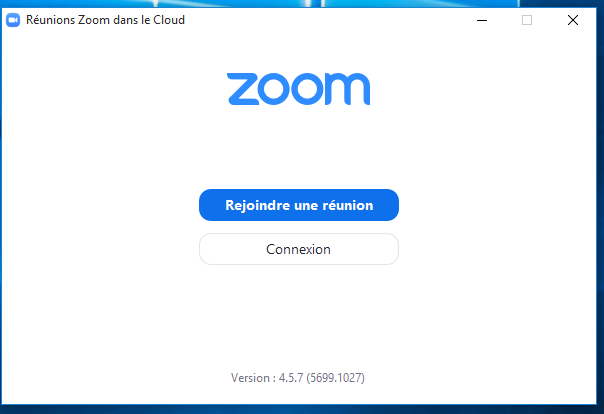 Réunions Zoom dans le Cloud
zoom
Rejoindre une réunion
Connexion
Version : 4.5.7 (5699.1027)